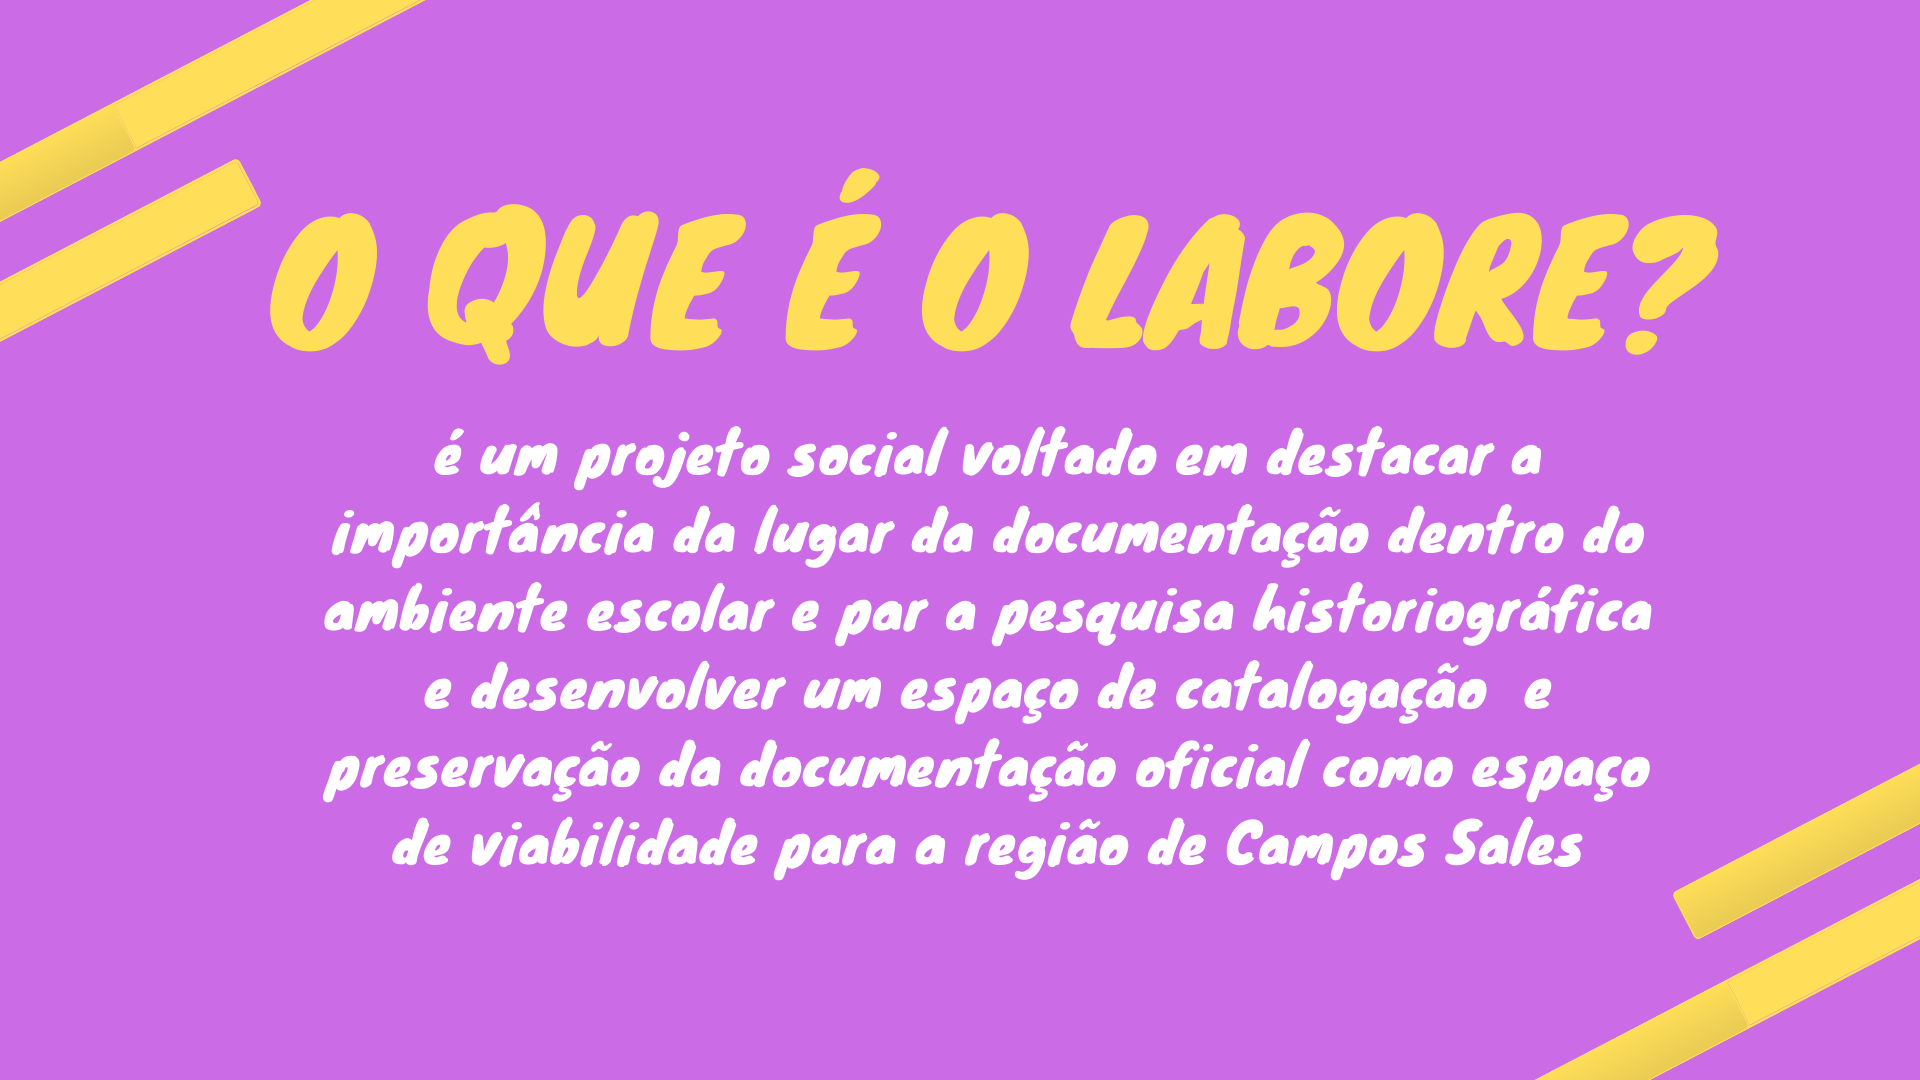 O QUE É O LABORE?
é um projeto social voltado em destacar a
importância da lugar da documentação dentro do
ambiente escolar e par a pesquisa historiográfica
e desenvolver um espaço de catalogação  e
preservação da documentação oficial como espaço
de viabilidade para a região de Campos Sales